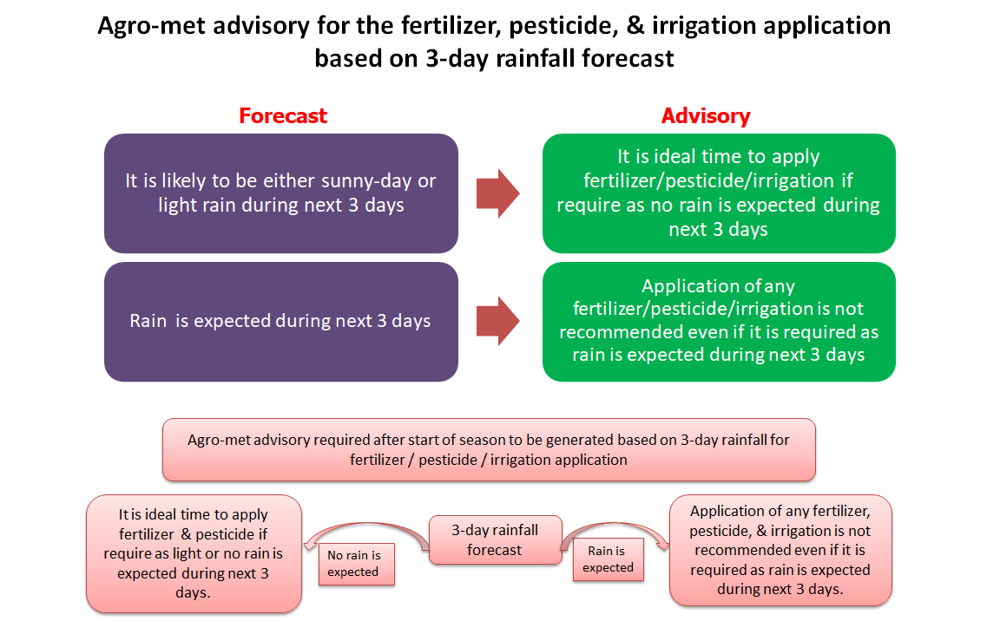 Agro-met advisory for the fertilizer, pesticide, & irrigation application
based on 3-day rainfall forecast
Forecast
Advisory
It is likely to be either sunny-day or
light rain during next 3 days
It is ideal time to apply
fertilizer/pesticide/irrigation if
require as no rain is expected during
next 3 days
Rain is expected during next 3 days
Application of any
fertilizer/pesticide/irrigation is not
recommended even if it is required as
rain is expected during next 3 days
Agro-met advisory required after start of season to be generated based on 3-day rainfall for
fertilizer / pesticide / irrigation application
It is ideal time to apply
fertilizer & pesticide if
require as light or no rain is
expected during next 3
days.
No rain is
expected
3-day rainfall
forecast
Rain is
expected
Application of any fertilizer,
pesticide, & irrigation is not
recommended even if it is
required as rain is expected
during next 3 days.